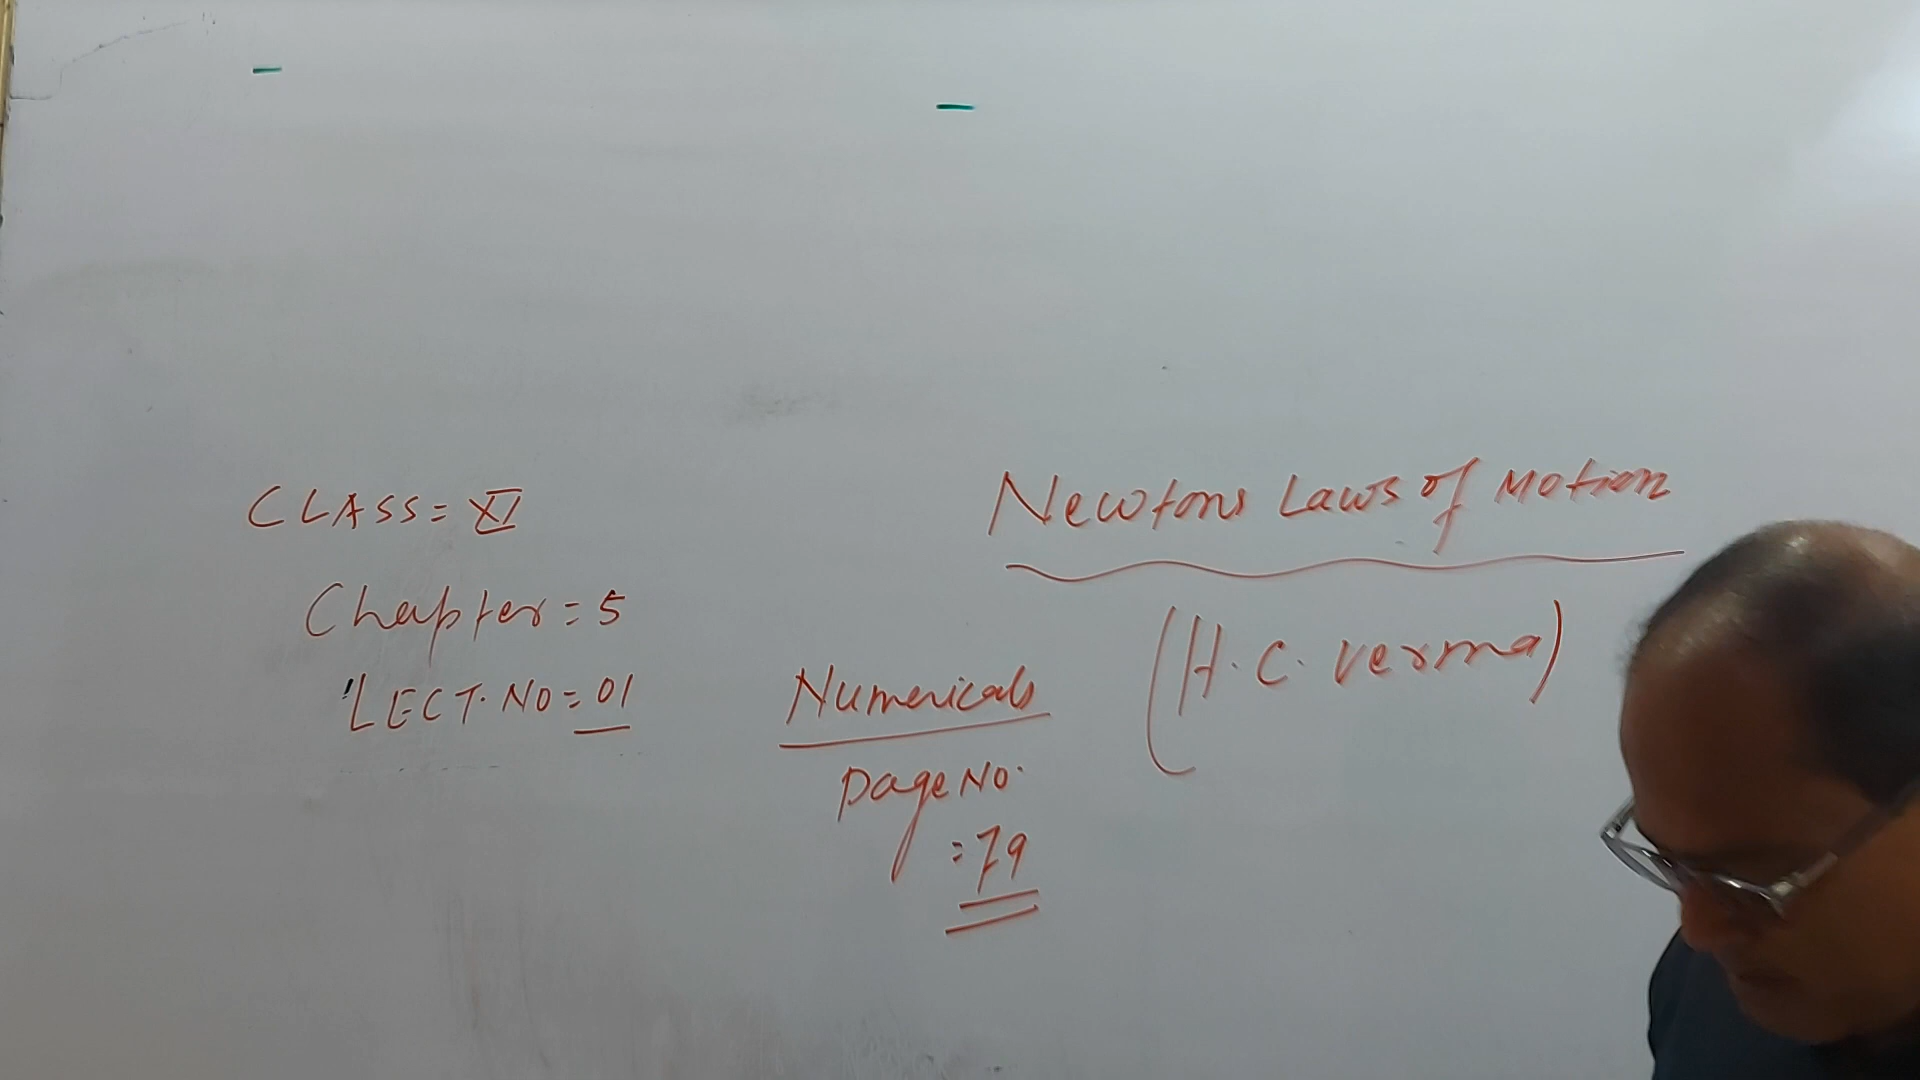 CLASS = XI
Chapter = 5
LECT. NO = 01
Numericals
Page No.
= 79
Newtons Laws of Motion
(H. C. Verma)